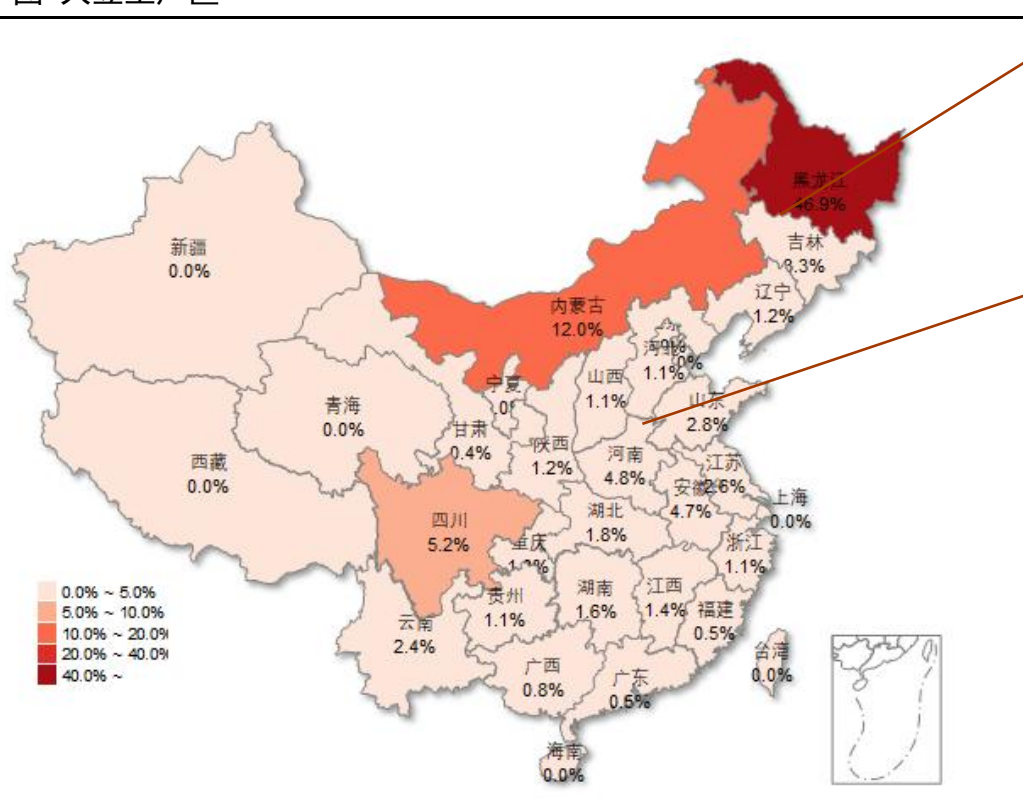 黑龙江
46.9%
吉林
3.3%
辽宁
1.2%
新疆
0.0%
内蒙古
12.0%
河北
1.1%
0%
山西
1.1%
宁夏
山东
2.8%
青海
0.0%
甘肃
0.4%
陕西
1.2%
河南
4.8%
江苏
2.6%
西藏
0.0%
安徽
4.7%
上海
0.0%
四川
5.2%
湖北
1.8%
重庆
浙江
1.1%
贵州
1.1%
湖南
1.6%
江西
1.4%
福建
0.5%
云南
2.4%
台湾
0.0%
广西
0.8%
广东
0.5%
海南
0.0%
0.0% ~ 5.0%
5.0% ~ 10.0%
10.0% ~ 20.0%
20.0% ~ 40.0%
40.0% ~